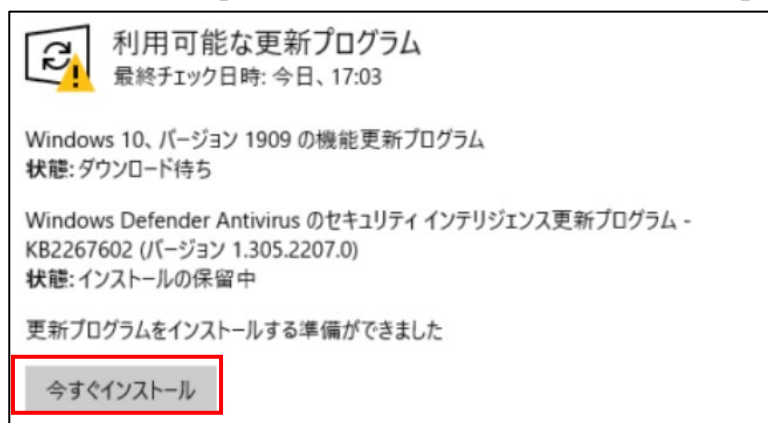 利用可能な更新プログラム
最終チェック日時: 今日、17:03
Windows 10、バージョン 1909 の機能更新プログラム
状態: ダウンロード待ち
Windows Defender Antivirus のセキュリティ インテリジェンス更新プログラム -
KB2267602 (バージョン 1.305.2207.0)
状態: インストールの保留中
更新プログラムをインストールする準備ができました
今すぐインストール